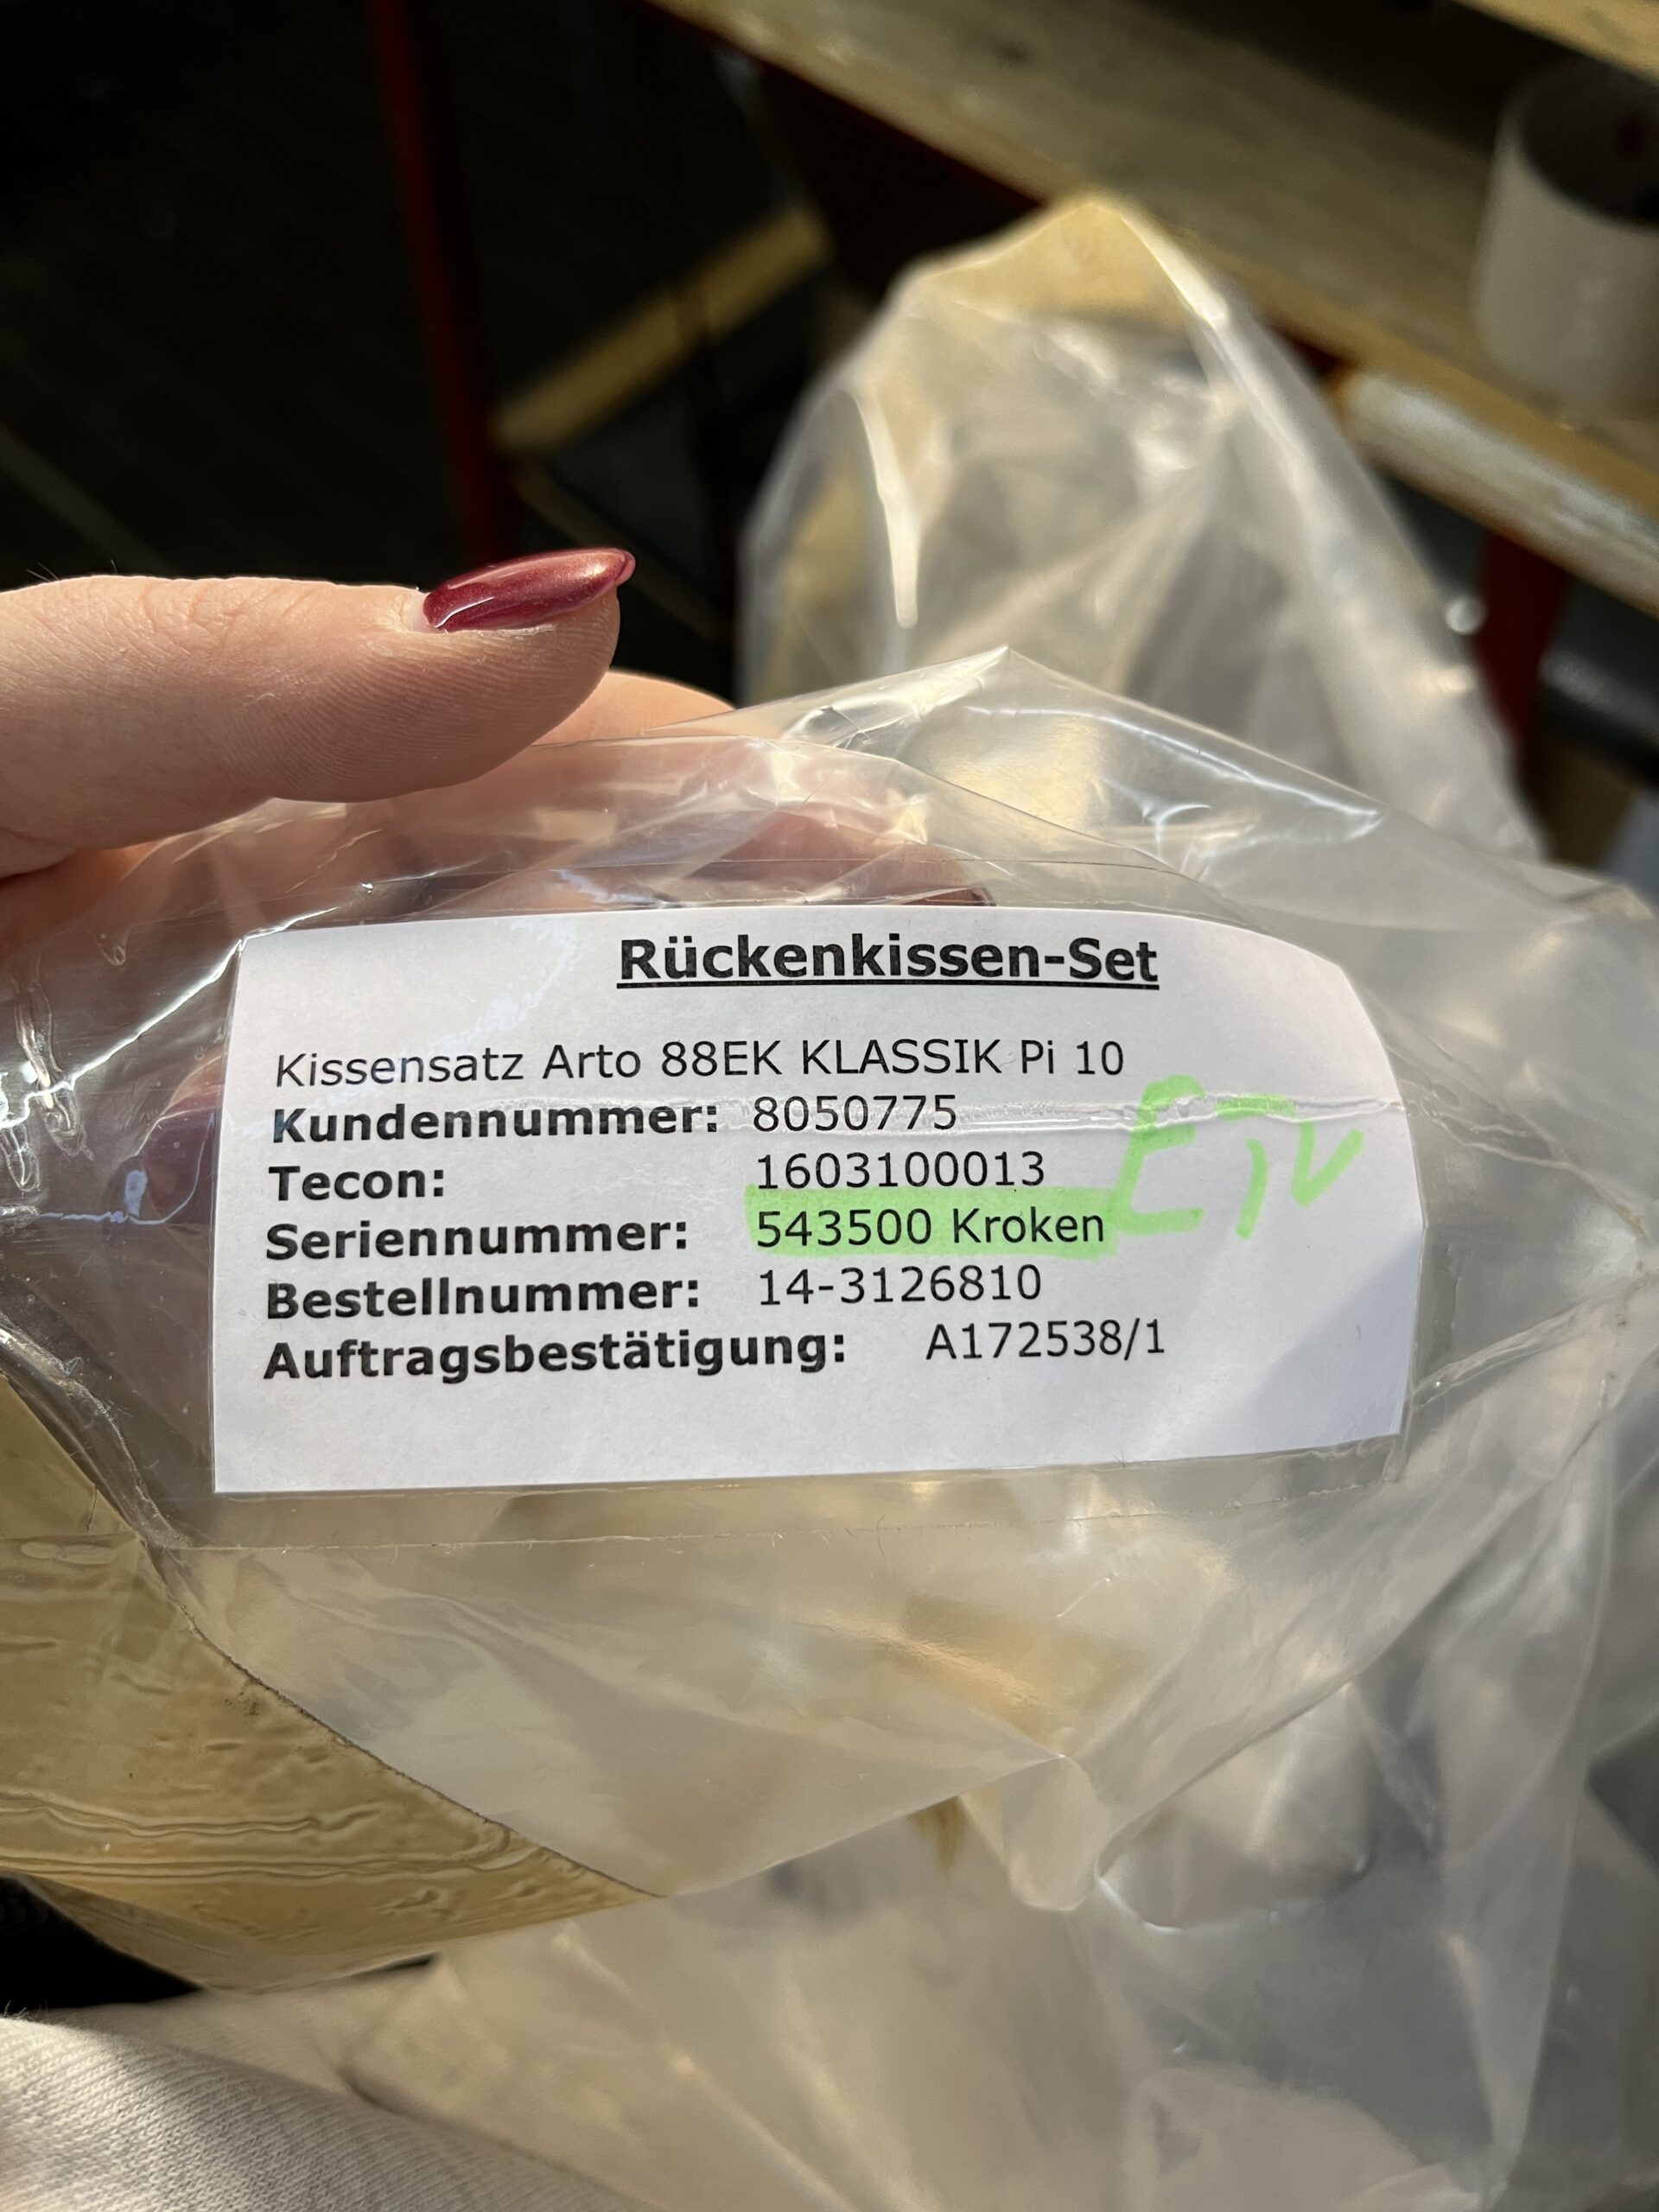 Rückenkissen-Set
Kissensatz Arto 88EK KLASSIK Pi 10
Kundennummer: 8050775
Tecon: 1603100013
Seriennummer: 543500 Kroken
Bestellnummer: 14-3126810
Auftragsbestätigung: A172538/1